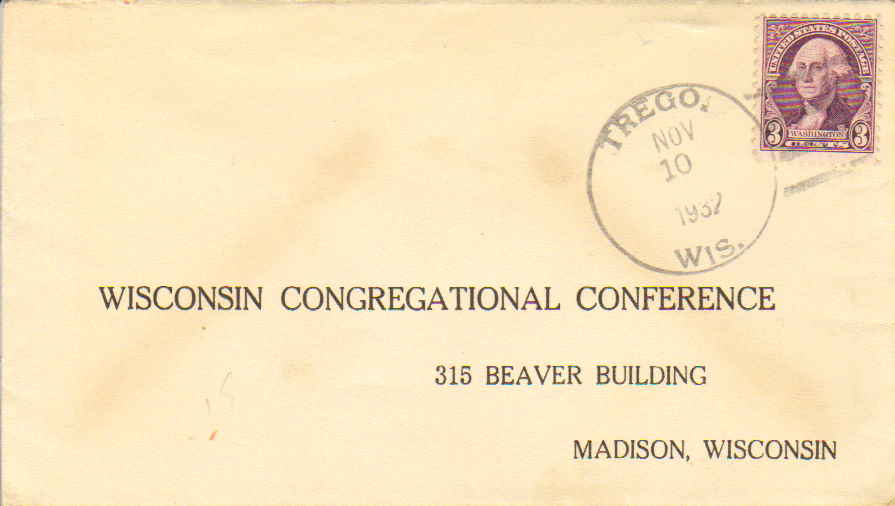 UNITED STATES POSTAGE
3 WASHINGTON 3
CENTS
TREGO,
NOV
10
1932
WIS.
WISCONSIN CONGREGATIONAL CONFERENCE
315 BEAVER BUILDING
MADISON, WISCONSIN